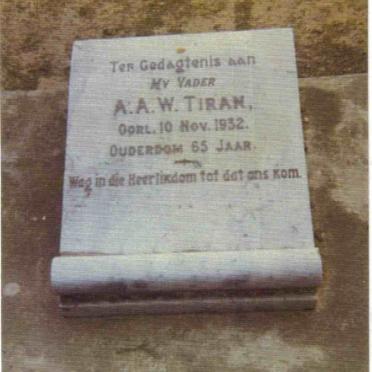 Ter Gedagtenis aan
My Vader
A.A.W. Tiran,
Oorl. 10 Nov. 1932.
Ouderdom 65 Jaar.
Wag in die Heerlikdom tot dat ons kom.